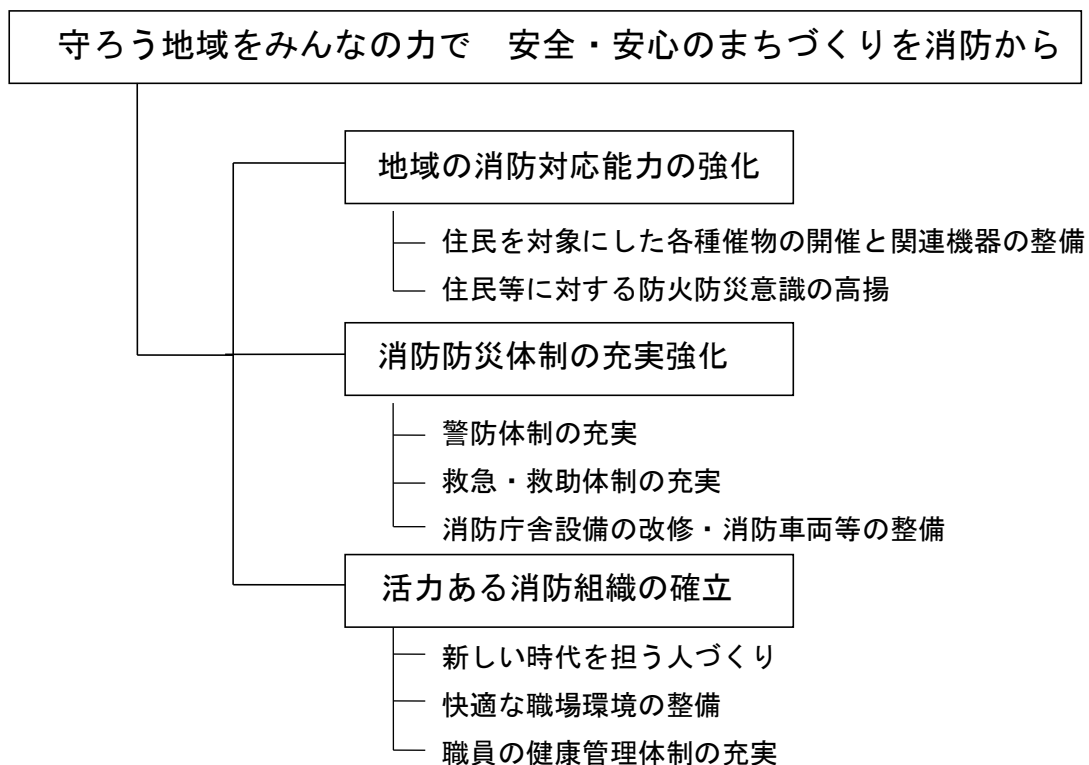 守ろう地域をみんなの力で　安全・安心のまちづくりを消防から
地域の消防対応能力の強化
住民を対象にした各種催物の開催と関連機器の整備
住民等に対する防火防災意識の高揚
消防防災体制の充実強化
警防体制の充実
救急・救助体制の充実
消防庁舎設備の改修・消防車両等の整備
活力ある消防組織の確立
新しい時代を担う人づくり
快適な職場環境の整備
職員の健康管理体制の充実